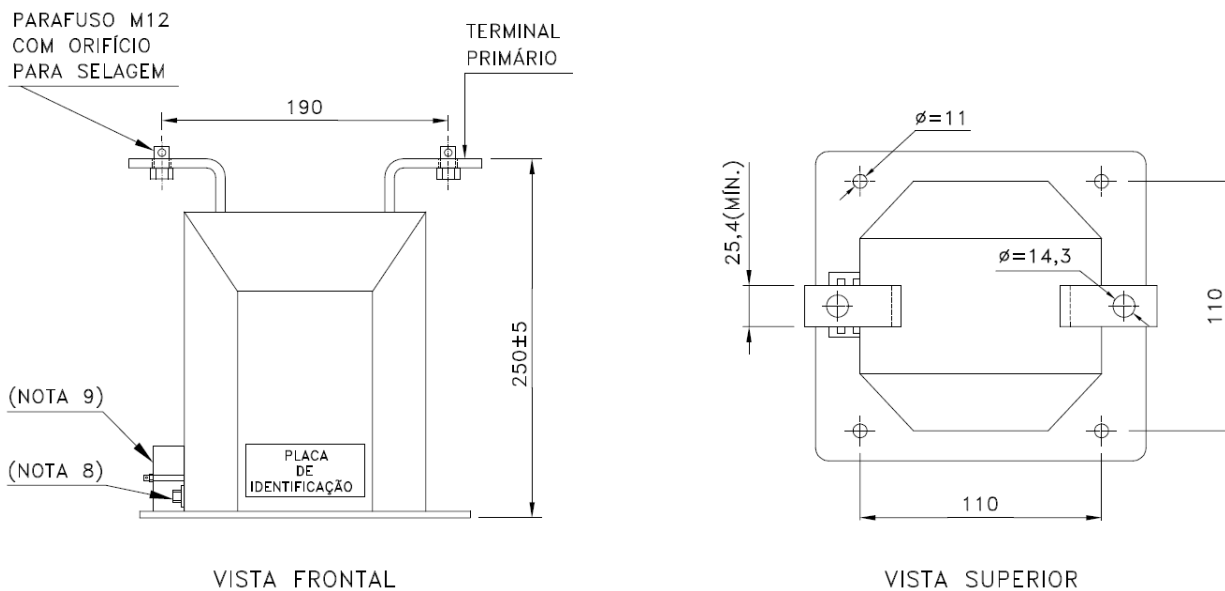 PARAFUSO M12
COM ORIFÍCIO
PARA SELAGEM
TERMINAL
PRIMÁRIO
190
250±5
(NOTA 9)
(NOTA 8)
PLACA
DE
IDENTIFICAÇÃO
VISTA FRONTAL
ø=11
25,4(MÍN.)
ø=14,3
110
110
VISTA SUPERIOR